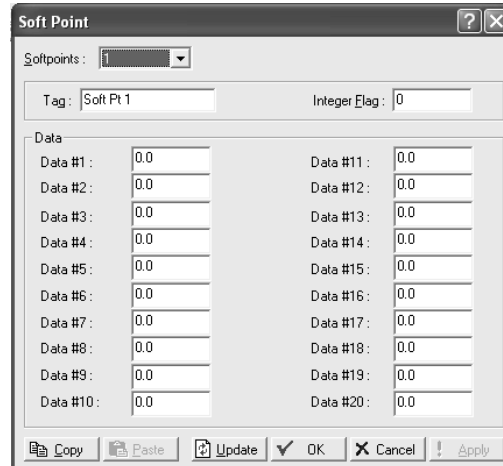 Soft Point
Softpoints : 1
Tag : Soft Pt 1 Integer Flag : 0
Data
Data #1 : 0.0 Data #11 : 0.0
Data #2 : 0.0 Data #12 : 0.0
Data #3 : 0.0 Data #13 : 0.0
Data #4 : 0.0 Data #14 : 0.0
Data #5 : 0.0 Data #15 : 0.0
Data #6 : 0.0 Data #16 : 0.0
Data #7 : 0.0 Data #17 : 0.0
Data #8 : 0.0 Data #18 : 0.0
Data #9 : 0.0 Data #19 : 0.0
Data #10 : 0.0 Data #20 : 0.0
Copy Paste Update OK Cancel Apply